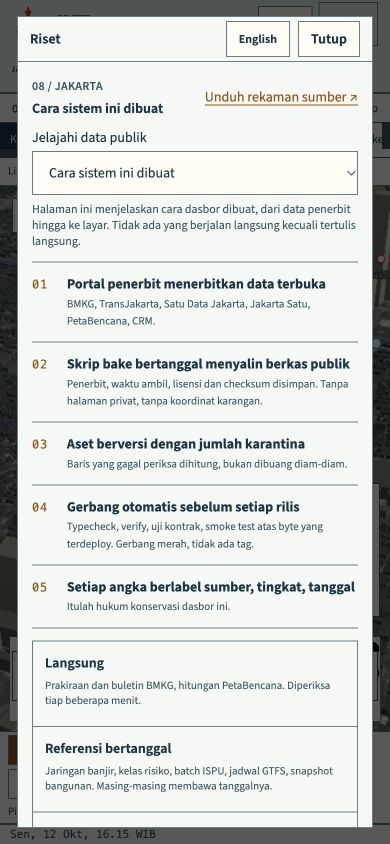 Riset
English
Tutup
08 / JAKARTA
Cara sistem ini dibuat
Unduh rekaman sumber ↗
Jelajahi data publik
Cara sistem ini dibuat
Halaman ini menjelaskan cara dasbor dibuat, dari data penerbit
hingga ke layar. Tidak ada yang berjalan langsung kecuali tertulis
langsung.
01
Portal penerbit menerbitkan data terbuka
BMKG, TransJakarta, Satu Data Jakarta, Jakarta Satu,
PetaBencana, CRM.
02
Skrip bake bertanggal menyalin berkas publik
Penerbit, waktu ambil, lisensi dan checksum disimpan. Tanpa
halaman privat, tanpa koordinat karangan.
03
Aset berversi dengan jumlah karantina
Baris yang gagal periksa dihitung, bukan dibuang diam-diam.
04
Gerbang otomatis sebelum setiap rilis
Typecheck, verify, uji kontrak, smoke test atas byte yang
terdeploy. Gerbang merah, tidak ada tag.
05
Setiap angka berlabel sumber, tingkat, tanggal
Itulah hukum konservasi dasbor ini.
Langsung
Prakiraan dan buletin BMKG, hitungan PetaBencana. Diperiksa
tiap beberapa menit.
Referensi bertanggal
Jaringan banjir, kelas risiko, batch ISPU, jadwal GTFS, snapshot
bangunan. Masing-masing membawa tanggalnya.
Sen, 12 Okt, 16.15 WIB